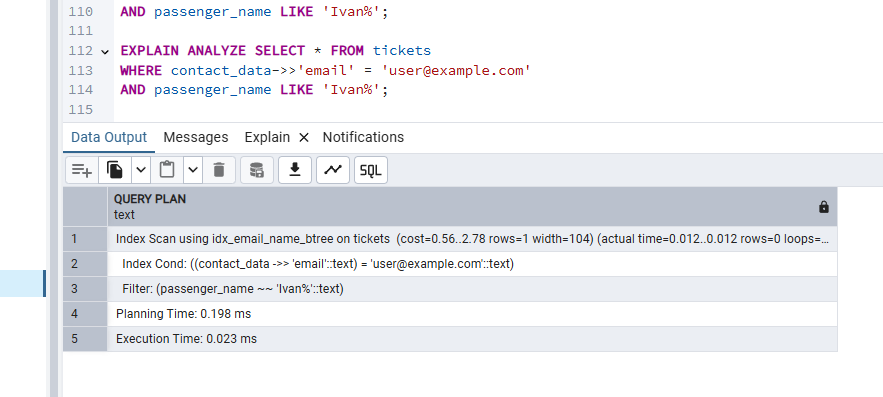 110 AND passenger_name LIKE 'Ivan%';
111
112 EXPLAIN ANALYZE SELECT * FROM tickets
113 WHERE contact_data->>'email' = 'user@example.com'
114 AND passenger_name LIKE 'Ivan%';
115
Data Output Messages Explain Notifications
SQL
QUERY PLAN
text
1 Index Scan using idx_email_name_btree on tickets (cost=0.56..2.78 rows=1 width=104) (actual time=0.012..0.012 rows=0 loops=...
2 Index Cond: ((contact_data ->> 'email'::text) = 'user@example.com'::text)
3 Filter: (passenger_name ~~ 'Ivan%'::text)
4 Planning Time: 0.198 ms
5 Execution Time: 0.023 ms